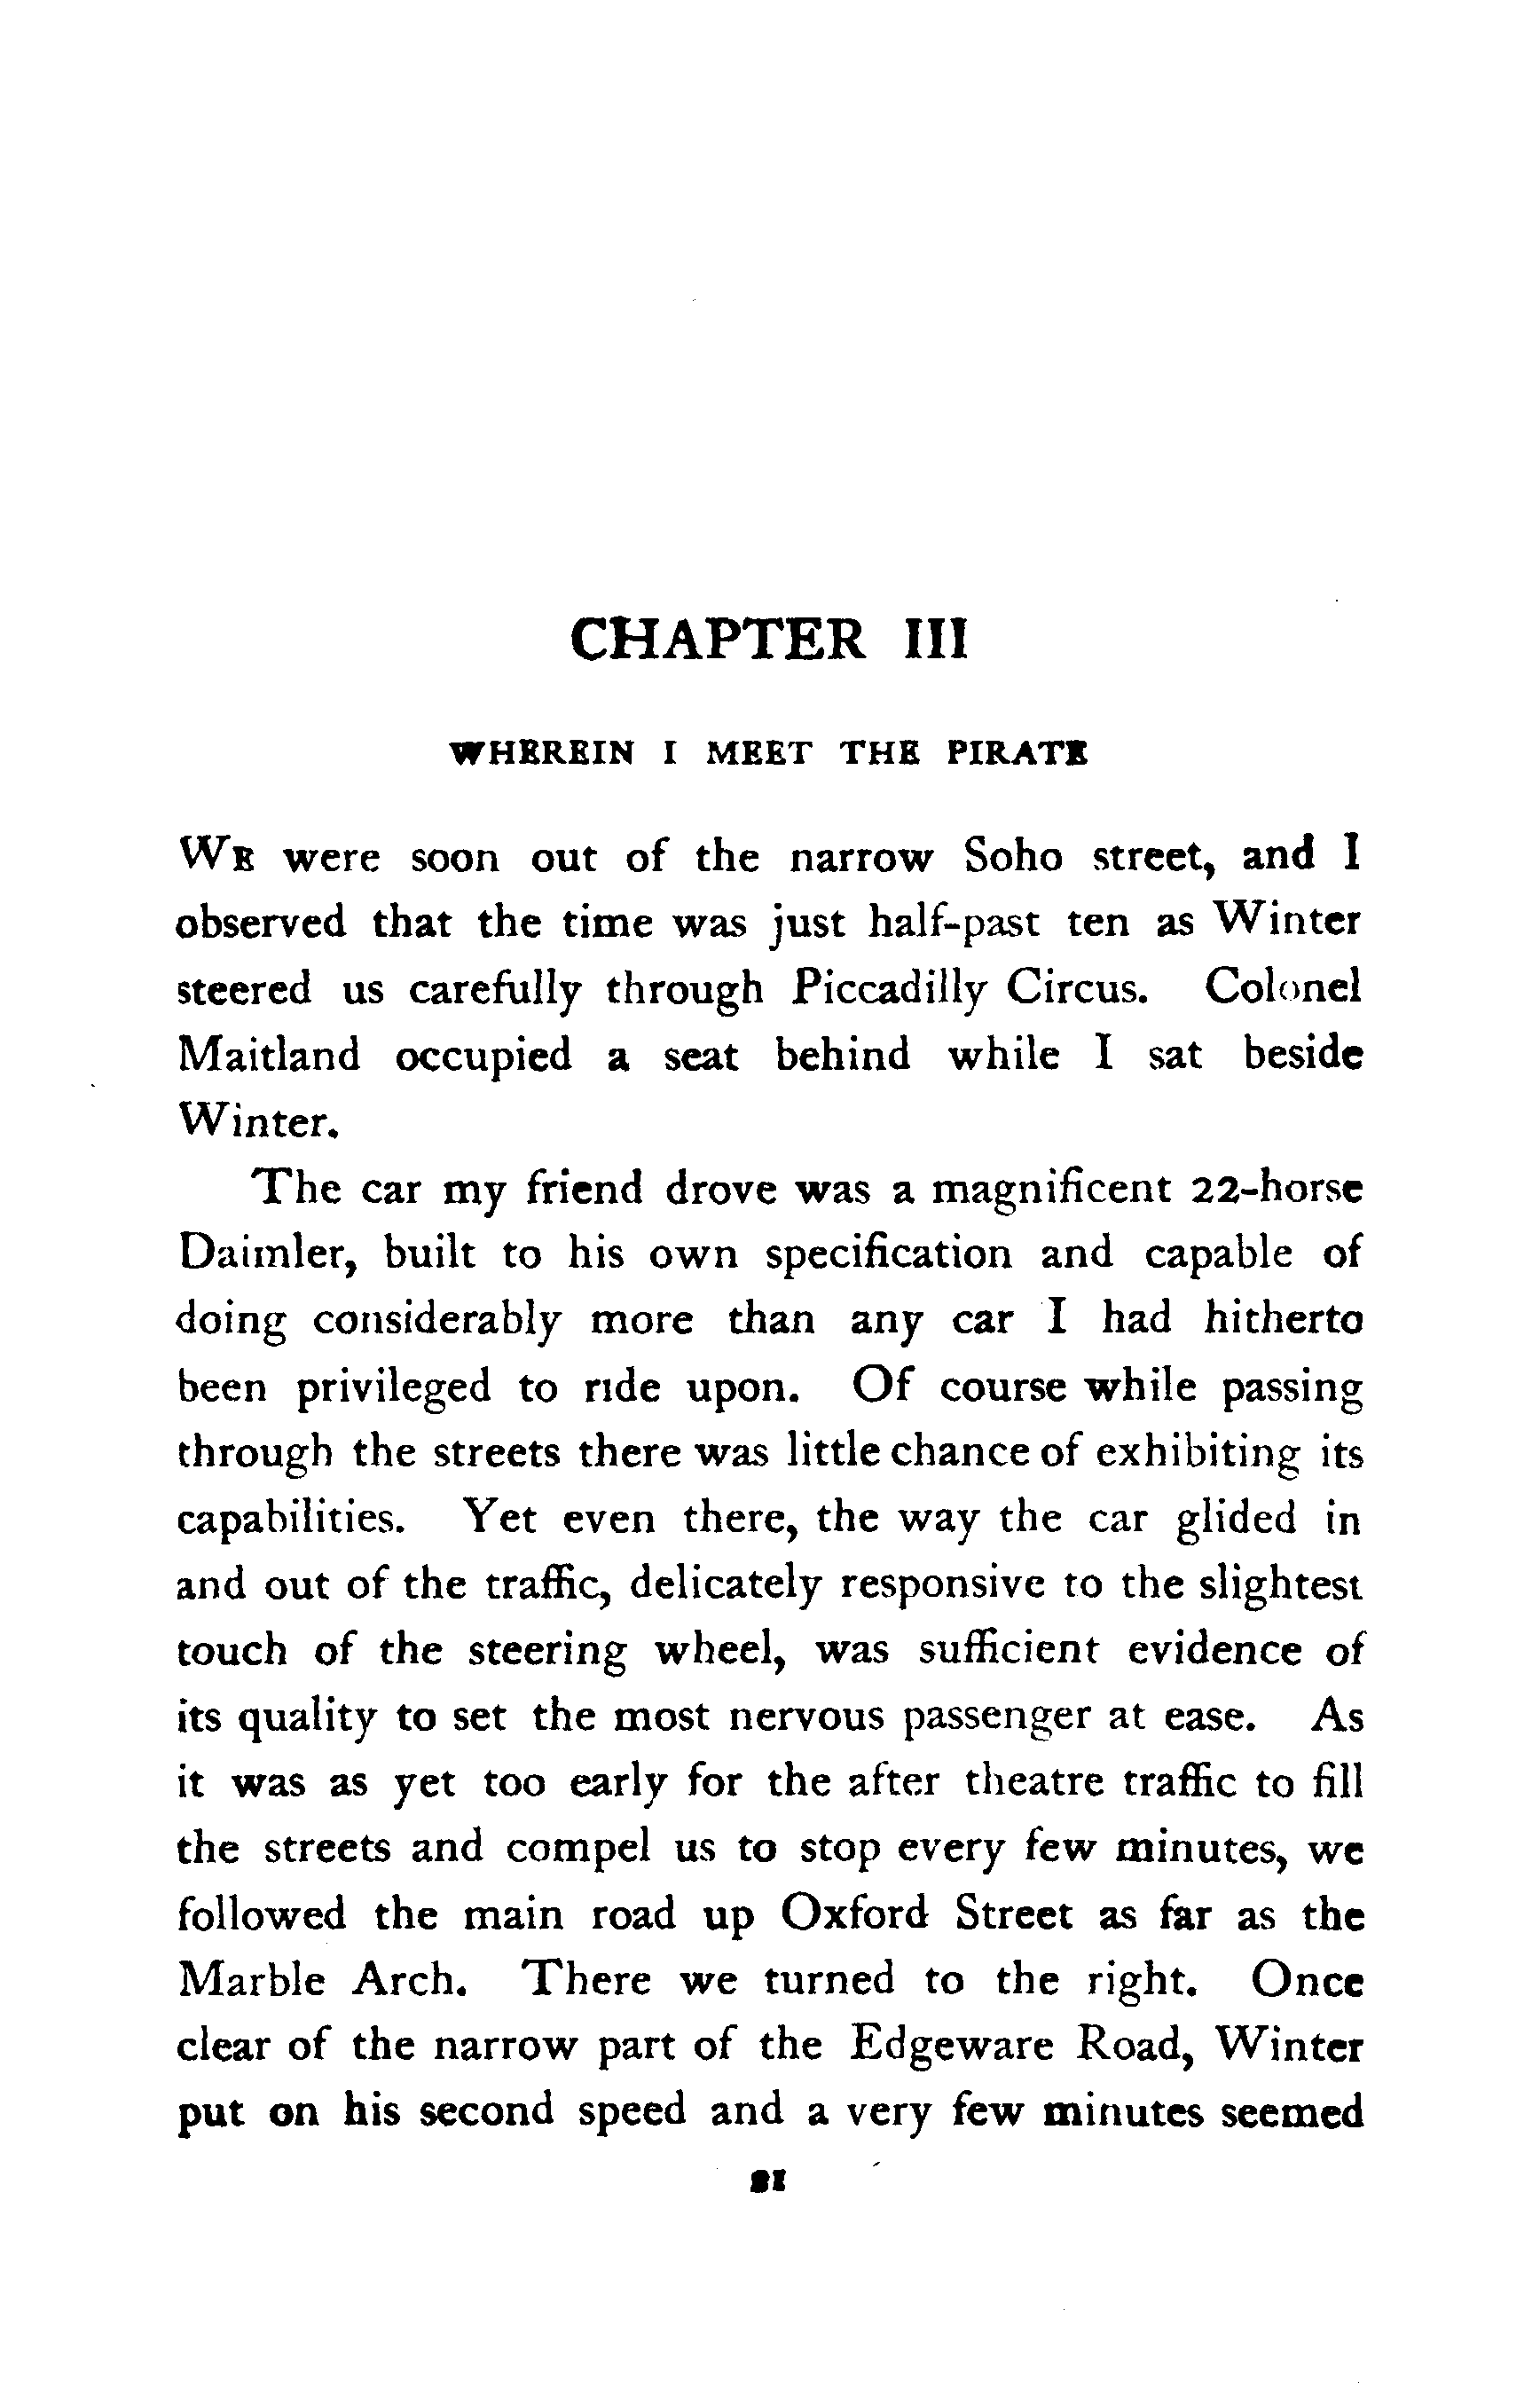 CHAPTER III
WHEREIN I MEET THE PIRATE
WE were soon out of the narrow Soho street, and I
observed that the time was just half-past ten as Winter
steered us carefully through Piccadilly Circus. Colonel
Maitland occupied a seat behind while I sat beside
Winter.
The car my friend drove was a magnificent 22-horse
Daimler, built to his own specification and capable of
doing considerably more than any car I had hitherto
been privileged to ride upon. Of course while passing
through the streets there was little chance of exhibiting its
capabilities. Yet even there, the way the car glided in
and out of the traffic, delicately responsive to the slightest
touch of the steering wheel, was sufficient evidence of
its quality to set the most nervous passenger at ease. As
it was as yet too early for the after theatre traffic to fill
the streets and compel us to stop every few minutes, we
followed the main road up Oxford Street as far as the
Marble Arch. There we turned to the right. Once
clear of the narrow part of the Edgeware Road, Winter
put on his second speed and a very few minutes seemed